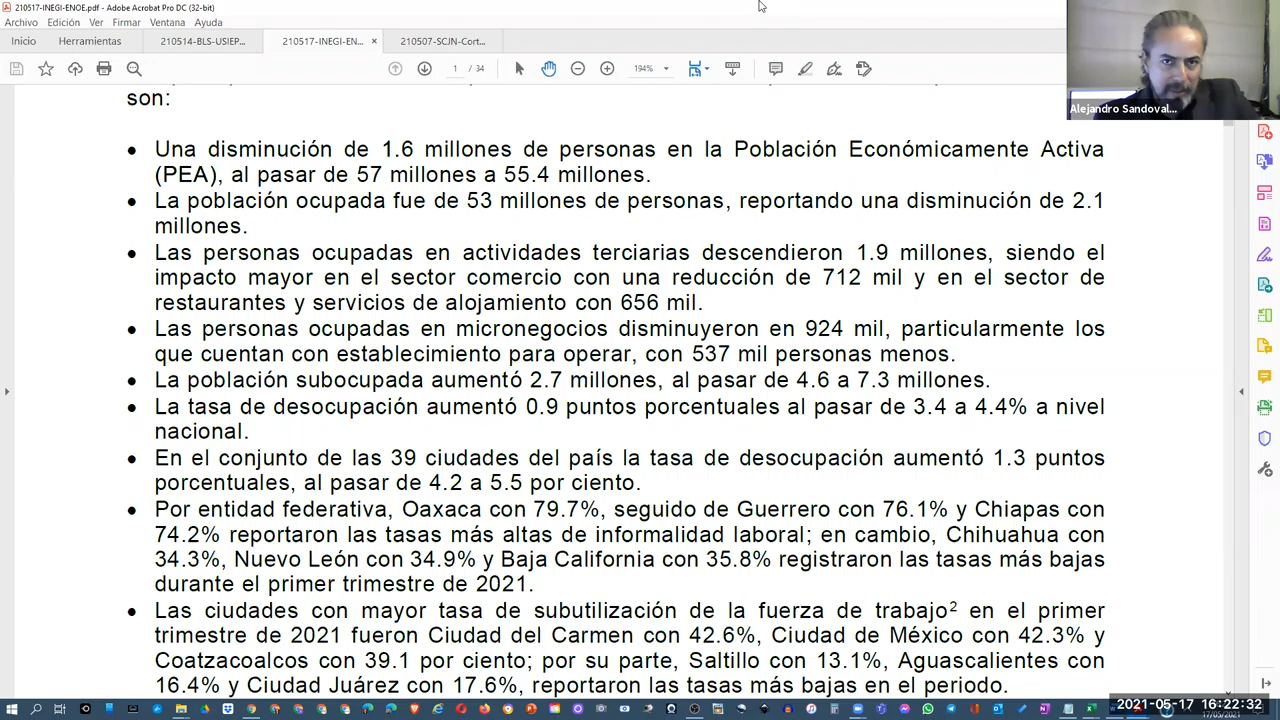 210517-INEGI-ENOE.pdf - Adobe Acrobat Pro DC (32-bit)
Archivo Edición Ver Firmar Ventana Ayuda
Inicio Herramientas 210514-BLS-USIEP... 210517-INEGI-EN... × 210507-SCJN-Cort...
1 / 34 194%
Alejandro Sandoval...
son:
• Una disminución de 1.6 millones de personas en la Población Económicamente Activa
(PEA), al pasar de 57 millones a 55.4 millones.
• La población ocupada fue de 53 millones de personas, reportando una disminución de 2.1
millones.
• Las personas ocupadas en actividades terciarias descendieron 1.9 millones, siendo el
impacto mayor en el sector comercio con una reducción de 712 mil y en el sector de
restaurantes y servicios de alojamiento con 656 mil.
• Las personas ocupadas en micronegocios disminuyeron en 924 mil, particularmente los
que cuentan con establecimiento para operar, con 537 mil personas menos.
• La población subocupada aumentó 2.7 millones, al pasar de 4.6 a 7.3 millones.
• La tasa de desocupación aumentó 0.9 puntos porcentuales al pasar de 3.4 a 4.4% a nivel
nacional.
• En el conjunto de las 39 ciudades del país la tasa de desocupación aumentó 1.3 puntos
porcentuales, al pasar de 4.2 a 5.5 por ciento.
• Por entidad federativa, Oaxaca con 79.7%, seguido de Guerrero con 76.1% y Chiapas con
74.2% reportaron las tasas más altas de informalidad laboral; en cambio, Chihuahua con
34.3%, Nuevo León con 34.9% y Baja California con 35.8% registraron las tasas más bajas
durante el primer trimestre de 2021.
• Las ciudades con mayor tasa de subutilización de la fuerza de trabajo² en el primer
trimestre de 2021 fueron Ciudad del Carmen con 42.6%, Ciudad de México con 42.3% y
Coatzacoalcos con 39.1 por ciento; por su parte, Saltillo con 13.1%, Aguascalientes con
16.4% y Ciudad Juárez con 17.6%, reportaron las tasas más bajas en el periodo.
2021-05-17 16:22:32
17/05/2021